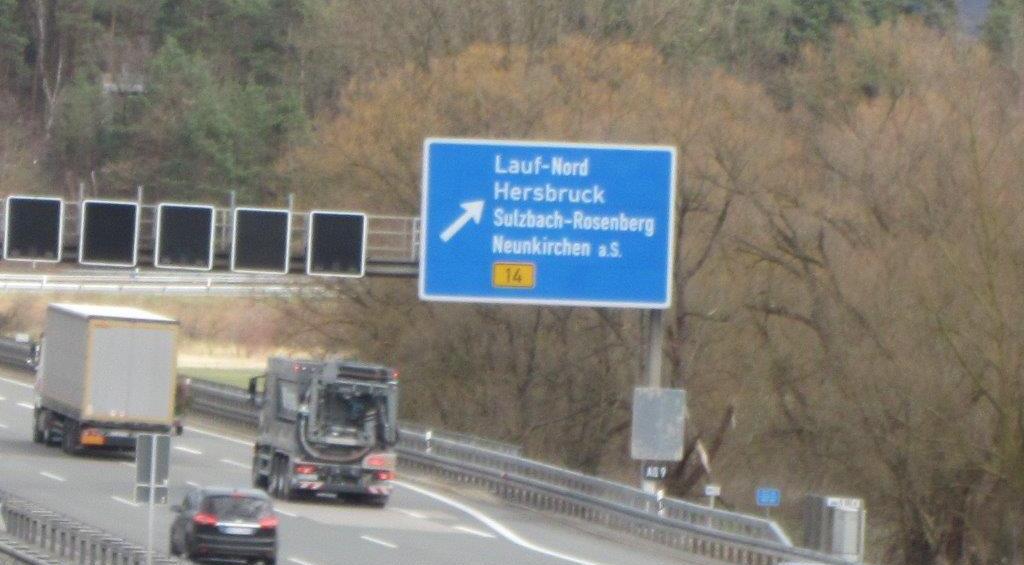 Lauf-Nord
Hersbruck
Sulzbach-Rosenberg
Neunkirchen a.S.
14